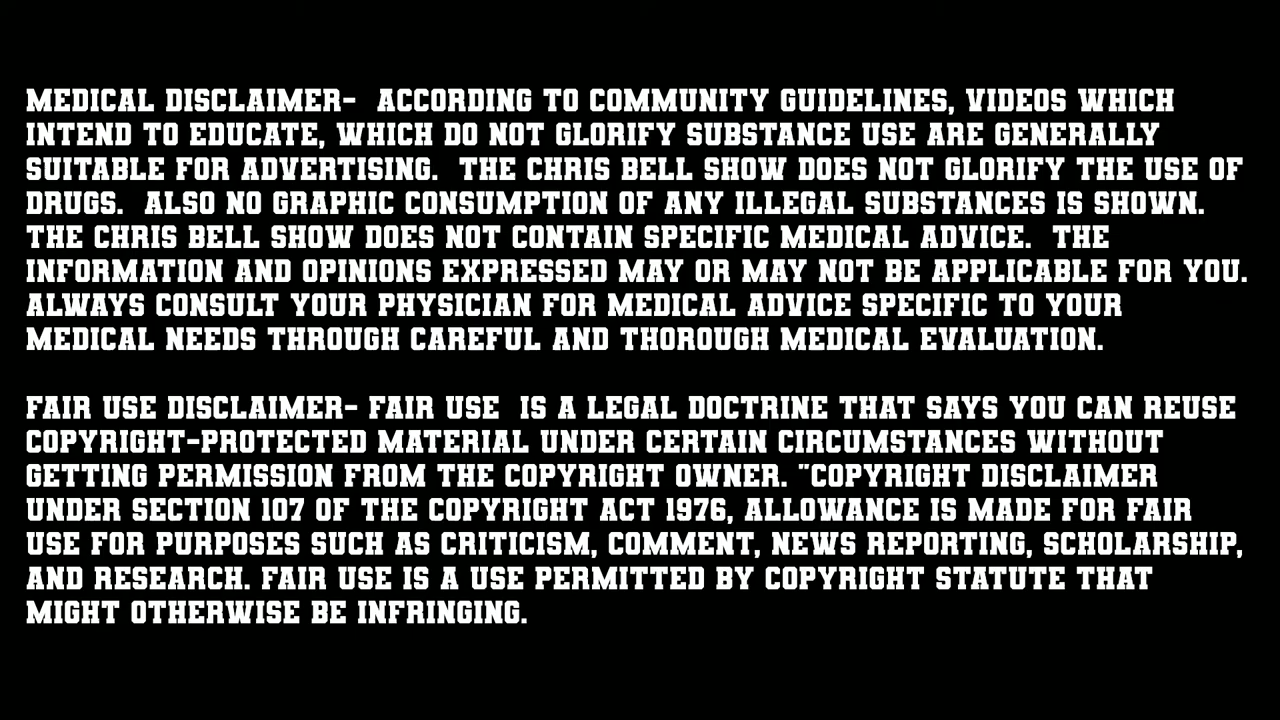 MEDICAL DISCLAIMER-  ACCORDING TO COMMUNITY GUIDELINES, VIDEOS WHICH
INTEND TO EDUCATE, WHICH DO NOT GLORIFY SUBSTANCE USE ARE GENERALLY
SUITABLE FOR ADVERTISING.  THE CHRIS BELL SHOW DOES NOT GLORIFY THE USE OF
DRUGS.  ALSO NO GRAPHIC CONSUMPTION OF ANY ILLEGAL SUBSTANCES IS SHOWN.
THE CHRIS BELL SHOW DOES NOT CONTAIN SPECIFIC MEDICAL ADVICE.  THE
INFORMATION AND OPINIONS EXPRESSED MAY OR MAY NOT BE APPLICABLE FOR YOU.
ALWAYS CONSULT YOUR PHYSICIAN FOR MEDICAL ADVICE SPECIFIC TO YOUR
MEDICAL NEEDS THROUGH CAREFUL AND THOROUGH MEDICAL EVALUATION.
FAIR USE DISCLAIMER- FAIR USE  IS A LEGAL DOCTRINE THAT SAYS YOU CAN REUSE
COPYRIGHT-PROTECTED MATERIAL UNDER CERTAIN CIRCUMSTANCES WITHOUT
GETTING PERMISSION FROM THE COPYRIGHT OWNER. "COPYRIGHT DISCLAIMER
UNDER SECTION 107 OF THE COPYRIGHT ACT 1976, ALLOWANCE IS MADE FOR FAIR
USE FOR PURPOSES SUCH AS CRITICISM, COMMENT, NEWS REPORTING, SCHOLARSHIP,
AND RESEARCH. FAIR USE IS A USE PERMITTED BY COPYRIGHT STATUTE THAT
MIGHT OTHERWISE BE INFRINGING.